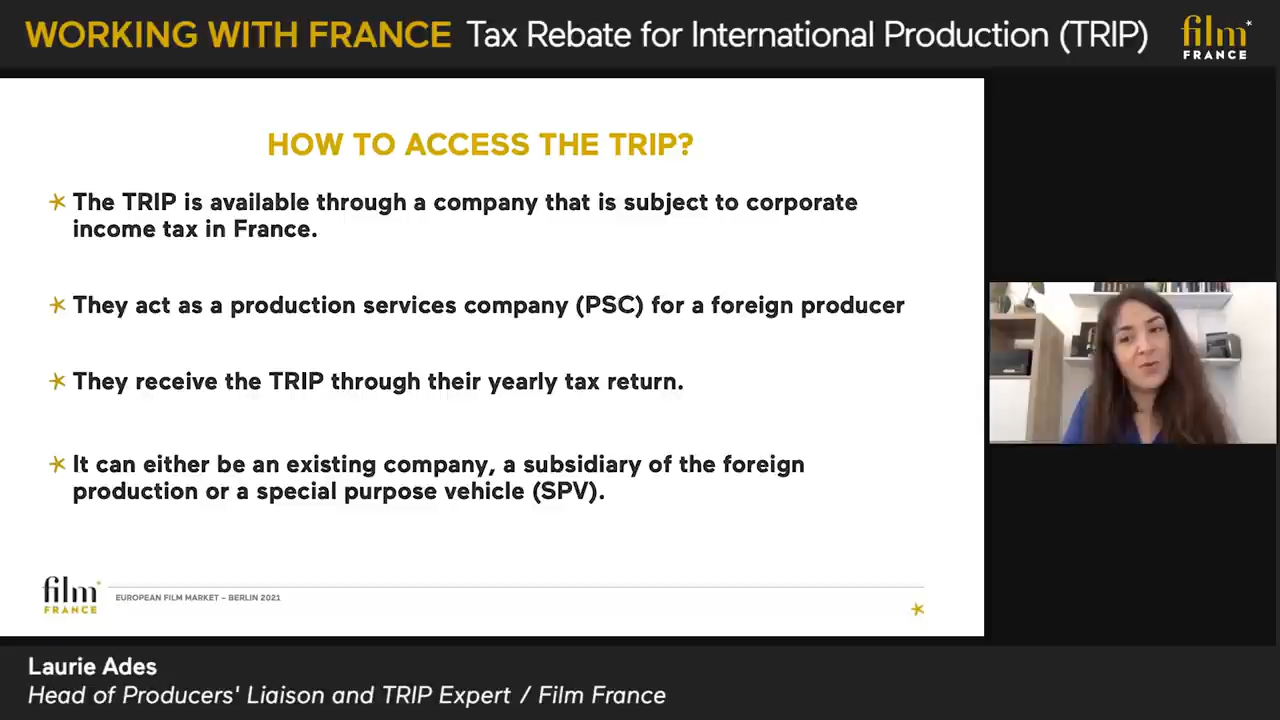 WORKING WITH FRANCE Tax Rebate for International Production (TRIP)
film
FRANCE
HOW TO ACCESS THE TRIP?
The TRIP is available through a company that is subject to corporate
income tax in France.
They act as a production services company (PSC) for a foreign producer
They receive the TRIP through their yearly tax return.
It can either be an existing company, a subsidiary of the foreign
production or a special purpose vehicle (SPV).
film
FRANCE
EUROPEAN FILM MARKET – BERLIN 2021
Laurie Ades
Head of Producers' Liaison and TRIP Expert / Film France